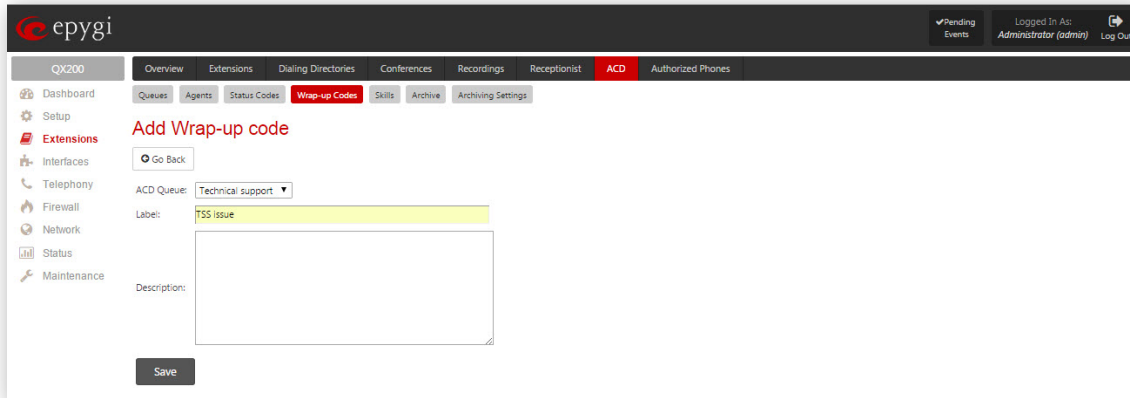 epygi
✔Pending
Events
Logged In As:
Administrator (admin)
Log Out
QX200
Overview Extensions Dialing Directories Conferences Recordings Receptionist ACD Authorized Phones
Dashboard
Setup
Extensions
Interfaces
Telephony
Firewall
Network
Status
Maintenance
Queues Agents Status Codes Wrap-up Codes Skills Archive Archiving Settings
Add Wrap-up code
Go Back
ACD Queue: Technical support
Label: TSS issue
Description:
Save